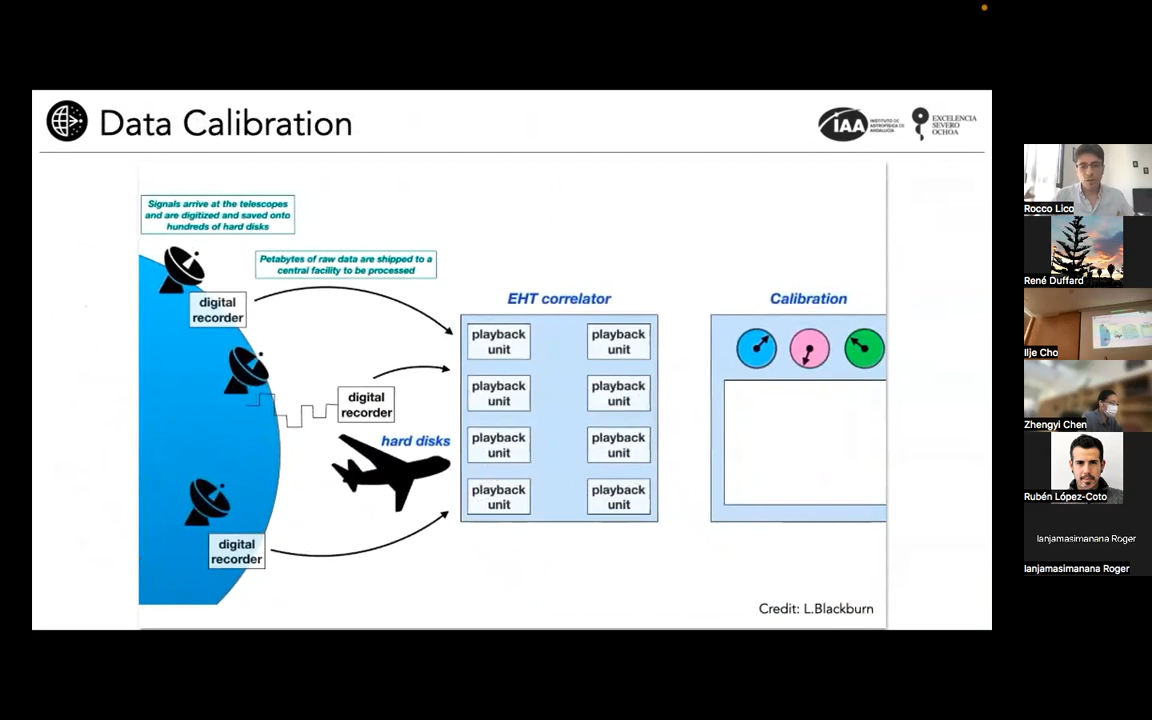 Data Calibration
IAA
INSTITUTO DE
ASTROFÍSICA DE
ANDALUCÍA
EXCELENCIA
SEVERO
OCHOA
Signals arrive at the telescopes
and are digitized and saved onto
hundreds of hard disks
Petabytes of raw data are shipped to a
central facility to be processed
digital
recorder
digital
recorder
hard disks
digital
recorder
EHT correlator
playback
unit
playback
unit
playback
unit
playback
unit
playback
unit
playback
unit
playback
unit
playback
unit
Calibration
Credit: L.Blackburn
Rocco Lico
René Duffard
Ilje Cho
Zhengyi Chen
Rubén López-Coto
Ianjamasimanana Roger
Ianjamasimanana Roger